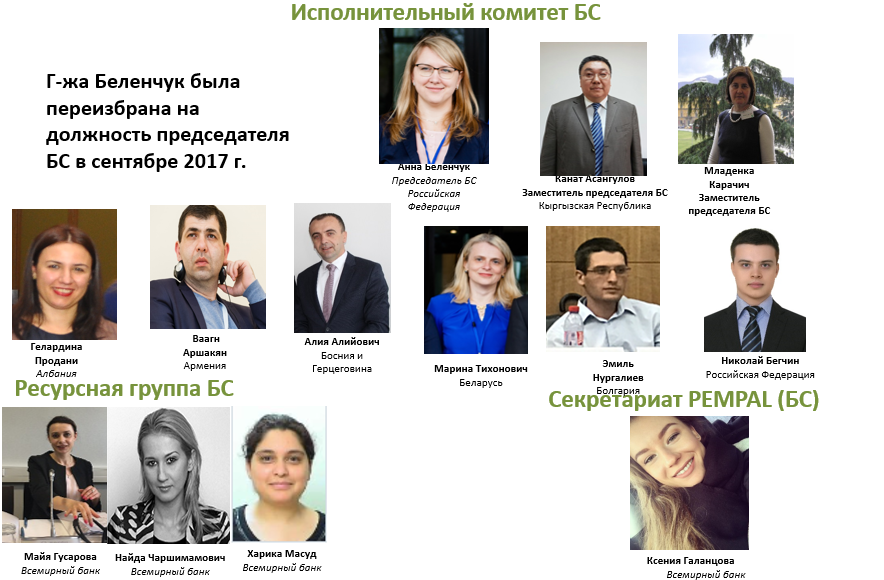 Исполнительный комитет БС
Г-жа Беленчук была
переизбрана на
должность председателя
БС в сентябре 2017 г.
Анна Беленчук
Председатель БС
Российская
Федерация
Канат Асангулов
Заместитель председателя БС
Кыргызская Республика
Младенка
Карачич
Заместитель
председателя БС
Гелардина
Продани
Албания
Ваагн
Аршакян
Армения
Алия Алийович
Босния и
Герцеговина
Марина Тихонович
Беларусь
Эмиль
Нургалиев
Болгария
Николай Бегчин
Российская Федерация
Ресурсная группа БС
Секретариат PEMPAL (БС)
Майя Гусарова
Всемирный банк
Найда Чаршимамович
Всемирный банк
Харика Масуд
Всемирный банк
Ксения Галанцова
Всемирный банк